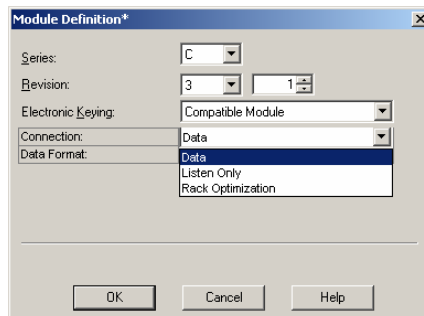 Module Definition*
Series: C
Revision: 3 1
Electronic Keying: Compatible Module
Connection: Data
Data Format: Data
Listen Only
Rack Optimization
OK Cancel Help